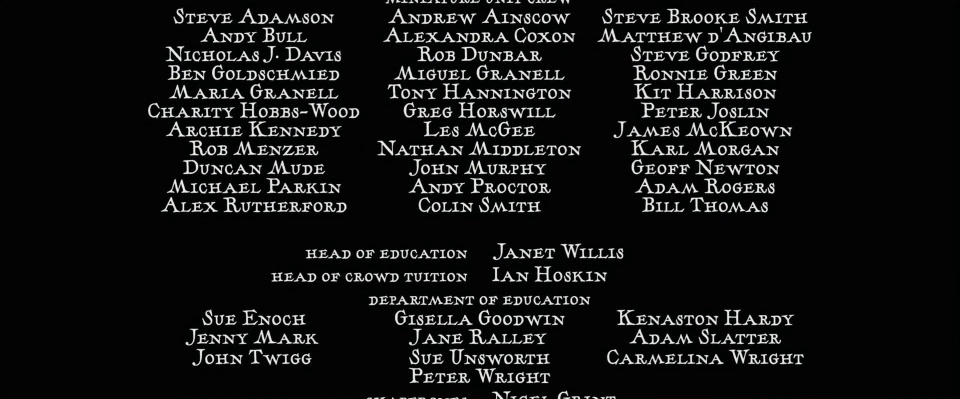 MINIATURE UNIT CREW
STEVE ADAMSON ANDREW AINSCOW STEVE BROOKE SMITH
ANDY BULL ALEXANDRA COXON MATTHEW D'ANGIBAU
NICHOLAS J. DAVIS ROB DUNBAR STEVE GODFREY
BEN GOLDSCHMIED MIGUEL GRANELL RONNIE GREEN
MARIA GRANELL TONY HANNINGTON KIT HARRISON
CHARITY HOBBS-WOOD GREG HORSWILL PETER JOSLIN
ARCHIE KENNEDY LES MCGEE JAMES MCKEOWN
ROB MENZER NATHAN MIDDLETON KARL MORGAN
DUNCAN MUDE JOHN MURPHY GEOFF NEWTON
MICHAEL PARKIN ANDY PROCTOR ADAM ROGERS
ALEX RUTHERFORD COLIN SMITH BILL THOMAS
HEAD OF EDUCATION JANET WILLIS
HEAD OF CROWD TUITION IAN HOSKIN
DEPARTMENT OF EDUCATION
SUE ENOCH GISELLA GOODWIN KENASTON HARDY
JENNY MARK JANE RALLEY ADAM SLATTER
JOHN TWIGG SUE UNSWORTH CARMELINA WRIGHT
PETER WRIGHT
NIGEL GRINT